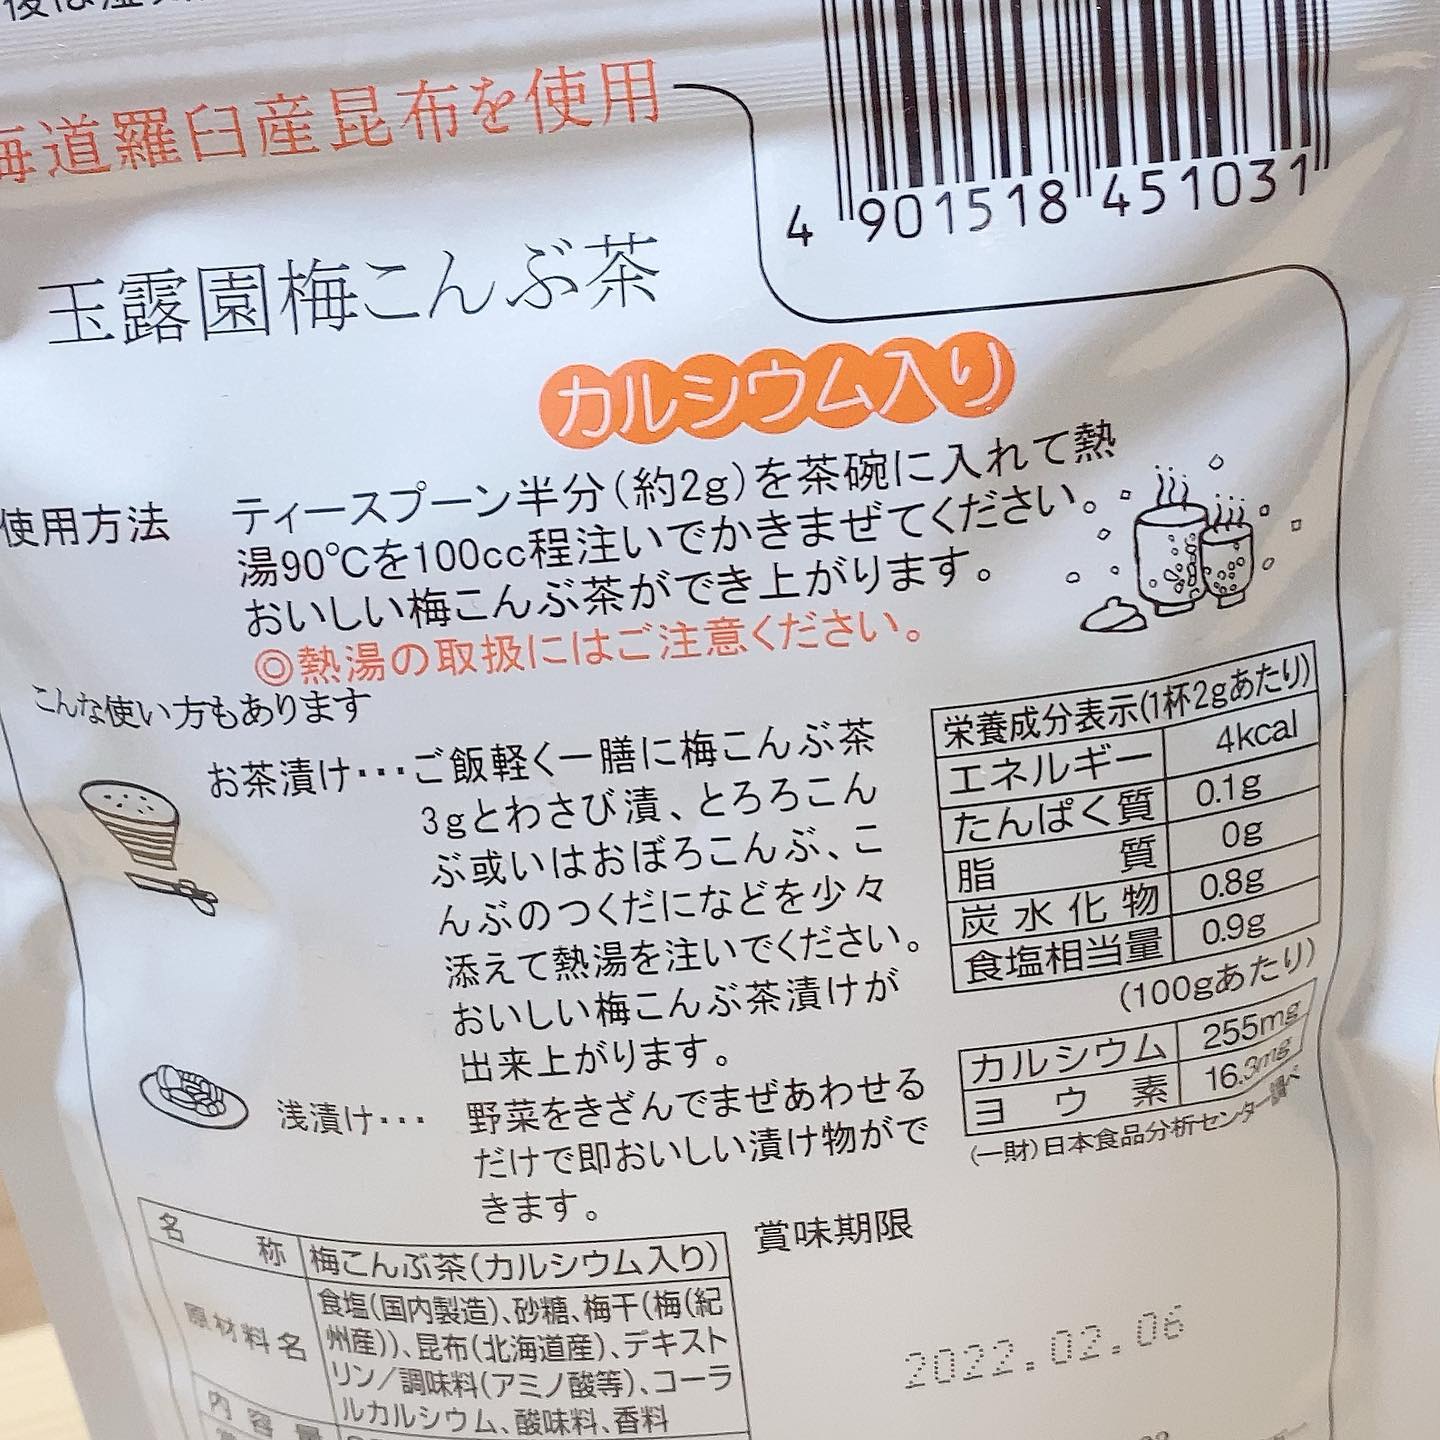 道羅臼産昆布を使用
4 901518 451031
玉露園梅こんぶ茶
カルシウム入り
使用方法 ティースプーン半分(約2g)を茶碗に入れて熱
湯90℃を100cc程注いでかきまぜてください。
おいしい梅こんぶ茶ができ上がります。
◎熱湯の取扱にはご注意ください。
こんな使い方もあります
お茶漬け･･･ご飯軽く一膳に梅こんぶ茶
3gとわさび漬、とろろこん
ぶ或いはおぼろこんぶ、こ
んぶのつくだになどを少々
添えて熱湯を注いでください。
おいしい梅こんぶ茶漬けが
出来上がります。
浅漬け･･･ 野菜をきざんでまぜあわせる
だけで即おいしい漬け物がで
きます。
栄養成分表示(1杯2gあたり)
エネルギー 4kcal
たんぱく質 0.1g
脂質 0g
炭水化物 0.8g
食塩相当量 0.9g
(100gあたり)
カルシウム 255mg
ヨウ素 16.3mg
(一財)日本食品分析センター調べ
名称 梅こんぶ茶(カルシウム入り)
原材料名 食塩(国内製造)、砂糖、梅干(梅(紀
州産))、昆布(北海道産)、デキスト
リン/調味料(アミノ酸等)、コーラ
ルカルシウム、酸味料、香料
内容量
賞味期限
2022.02.06